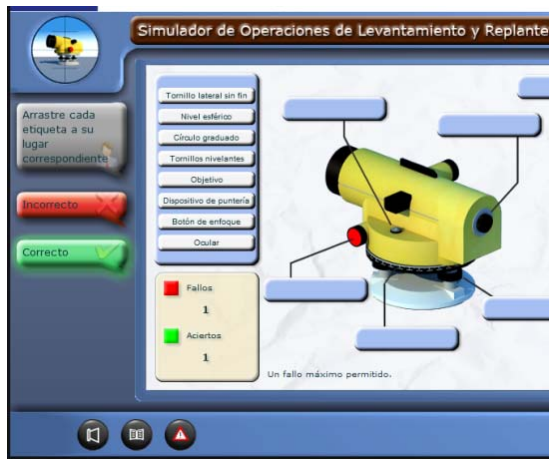 Simulador de Operaciones de Levantamiento y Replante
Arrastre cada
etiqueta a su
lugar
correspondiente
Incorrecto
Correcto
Tornillo lateral sin fin
Nivel esférico
Círculo graduado
Tornillos nivelantes
Objetivo
Dispositivo de puntería
Botón de enfoque
Ocular
Fallos
1
Aciertos
1
Un fallo máximo permitido.